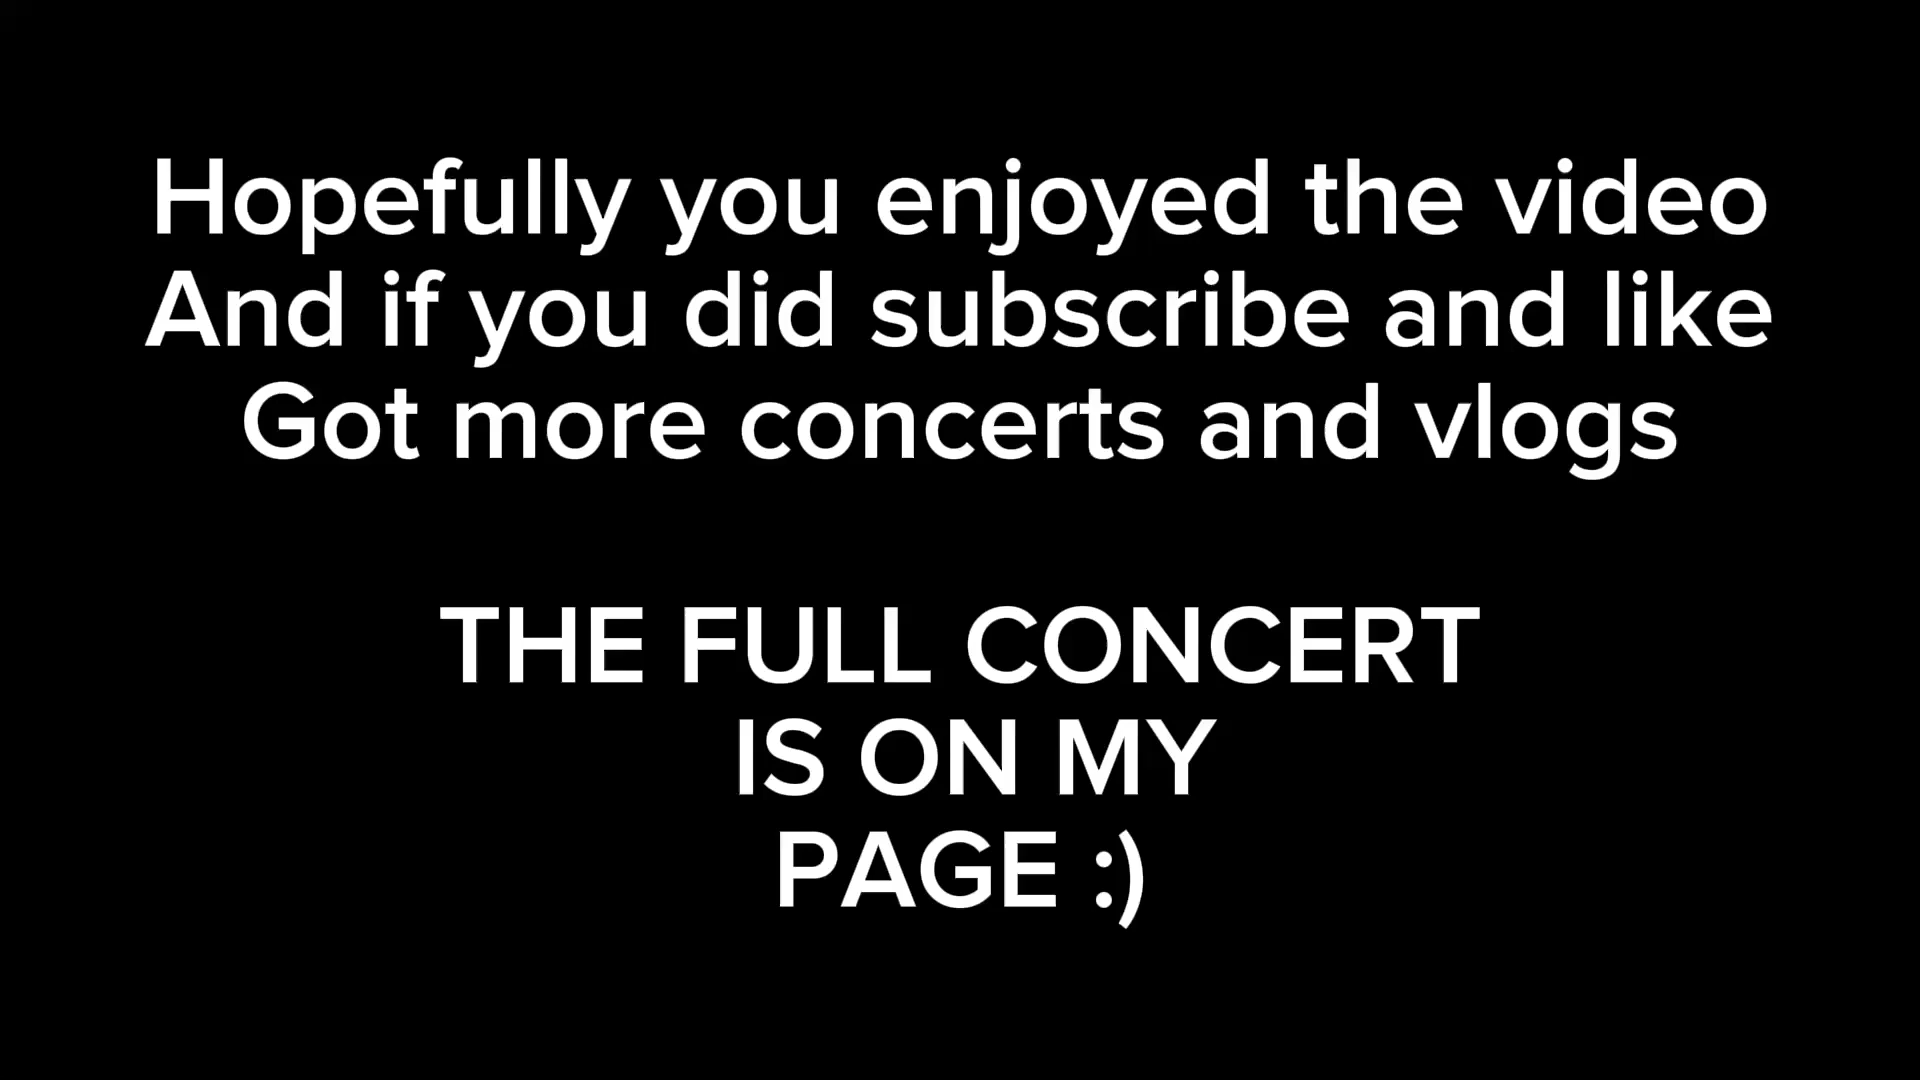 Hopefully you enjoyed the video
And if you did subscribe and like
Got more concerts and vlogs
THE FULL CONCERT
IS ON MY
PAGE :)